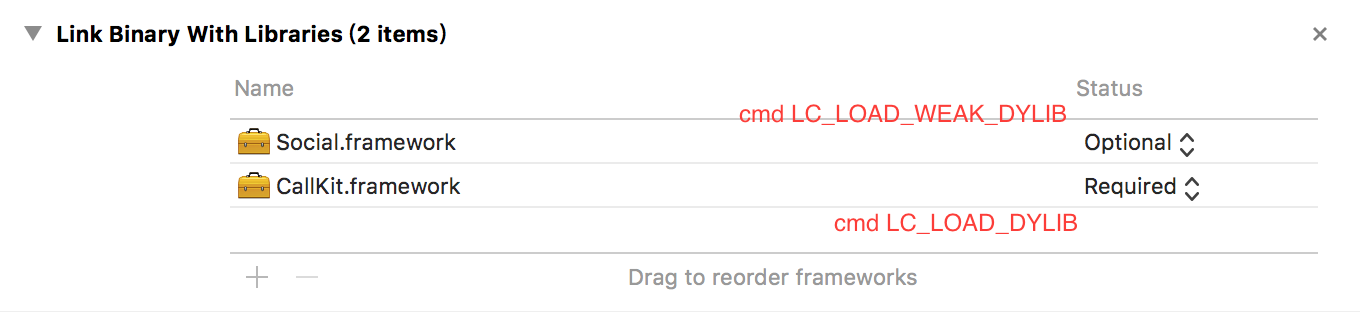 Link Binary With Libraries (2 items)
Name Status
cmd LC_LOAD_WEAK_DYLIB
Social.framework Optional
CallKit.framework Required
cmd LC_LOAD_DYLIB
Drag to reorder frameworks